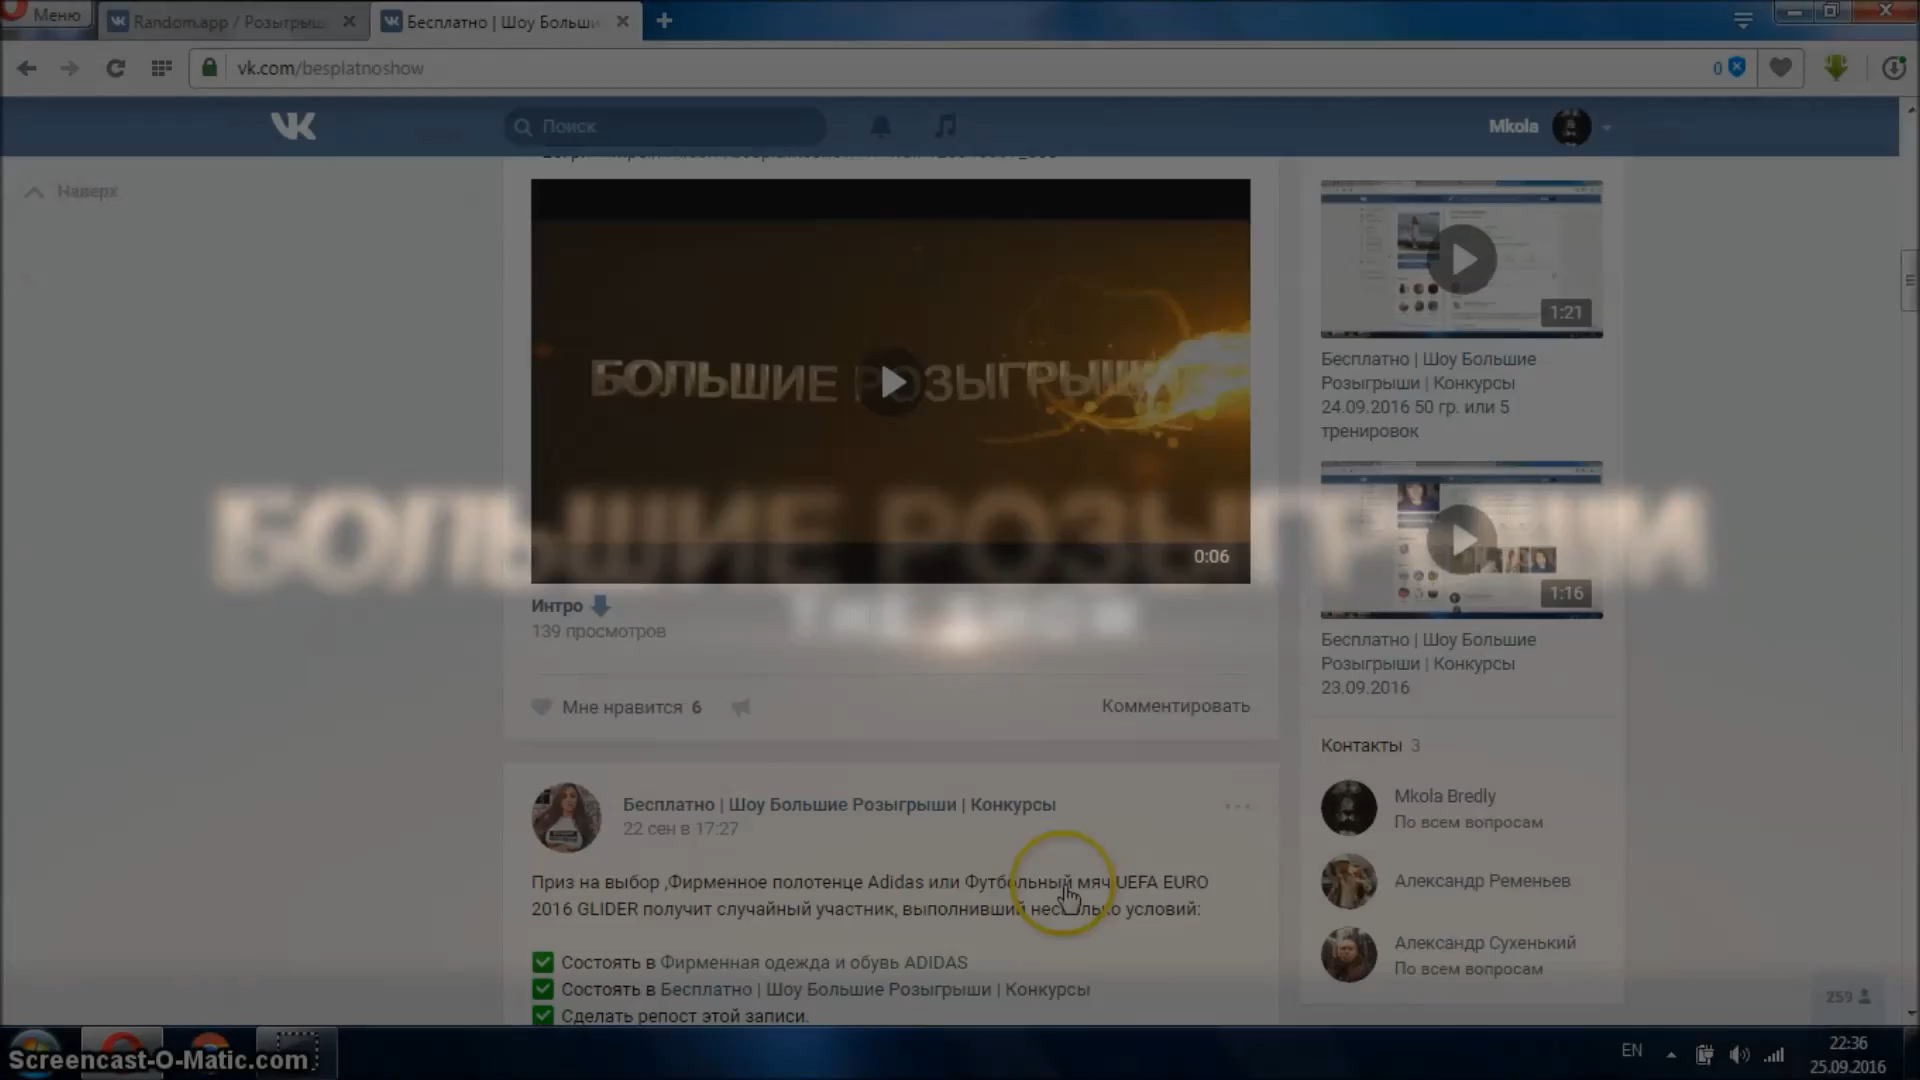 Меню
Random.app / Розыгрыш
Бесплатно | Шоу Больши
vk.com/besplatnoshow
0
Поиск
Mkola
Наверх
БОЛЬШИЕ РОЗЫГРЫШИ
0:06
Интро
139 просмотров
Мне нравится 6
Комментировать
БОЛЬШИЕ РОЗЫГРЫШИ
Бесплатно | Шоу Большие Розыгрыши | Конкурсы
22 сен в 17:27
Приз на выбор ,Фирменное полотенце Adidas или Футбольный мяч UEFA EURO
2016 GLIDER получит случайный участник, выполнивший несколько условий:
Состоять в Фирменная одежда и обувь ADIDAS
Состоять в Бесплатно | Шоу Большие Розыгрыши | Конкурсы
Сделать репост этой записи.
1:21
Бесплатно | Шоу Большие
Розыгрыши | Конкурсы
24.09.2016 50 гр. или 5
тренировок
1:16
Бесплатно | Шоу Большие
Розыгрыши | Конкурсы
23.09.2016
Контакты 3
Mkola Bredly
По всем вопросам
Александр Ременьев
Александр Сухенький
По всем вопросам
259
Screencast-O-Matic.com
EN
22:36
25.09.2016